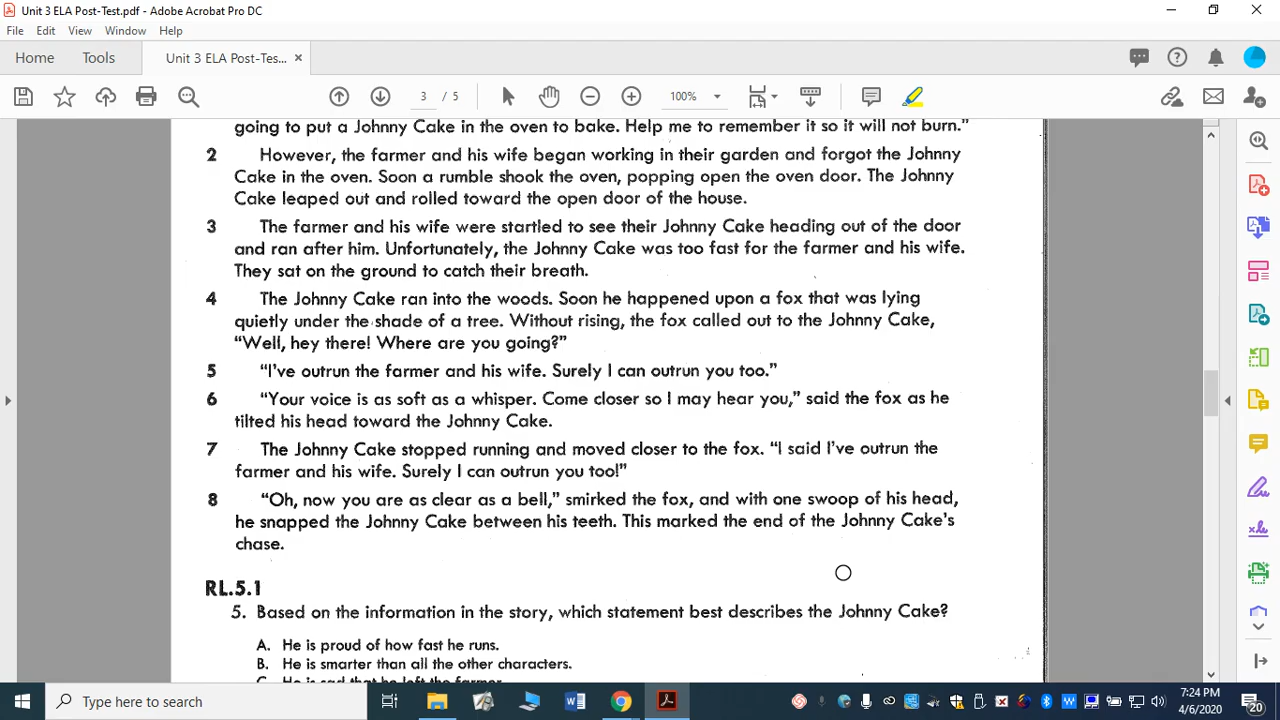 Unit 3 ELA Post-Test.pdf - Adobe Acrobat Pro DC
File Edit View Window Help
Home Tools Unit 3 ELA Post-Tes... ×
3 / 5 100%
going to put a Johnny Cake in the oven to bake. Help me to remember it so it will not burn.”
2 However, the farmer and his wife began working in their garden and forgot the Johnny
Cake in the oven. Soon a rumble shook the oven, popping open the oven door. The Johnny
Cake leaped out and rolled toward the open door of the house.
3 The farmer and his wife were startled to see their Johnny Cake heading out of the door
and ran after him. Unfortunately, the Johnny Cake was too fast for the farmer and his wife.
They sat on the ground to catch their breath.
4 The Johnny Cake ran into the woods. Soon he happened upon a fox that was lying
quietly under the shade of a tree. Without rising, the fox called out to the Johnny Cake,
“Well, hey there! Where are you going?”
5 “I’ve outrun the farmer and his wife. Surely I can outrun you too.”
6 “Your voice is as soft as a whisper. Come closer so I may hear you,” said the fox as he
tilted his head toward the Johnny Cake.
7 The Johnny Cake stopped running and moved closer to the fox. “I said I’ve outrun the
farmer and his wife. Surely I can outrun you too!”
8 “Oh, now you are as clear as a bell,” smirked the fox, and with one swoop of his head,
he snapped the Johnny Cake between his teeth. This marked the end of the Johnny Cake’s
chase.
RL.5.1
5. Based on the information in the story, which statement best describes the Johnny Cake?
A. He is proud of how fast he runs.
B. He is smarter than all the other characters.
C. He is sad that he left the farmer.
Type here to search
7:24 PM
4/6/2020
20